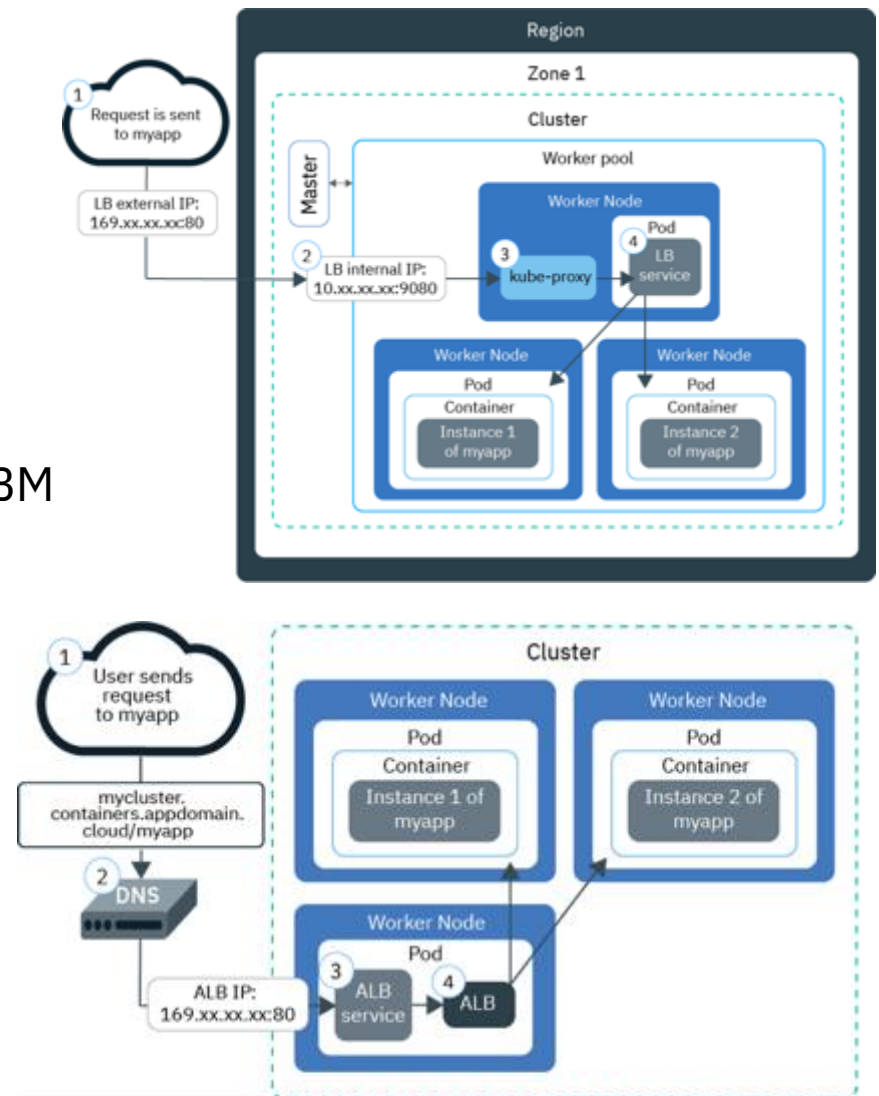 Region
Zone 1
Cluster
Worker pool
Master
1
Request is sent
to myapp
LB external IP:
169.xx.xx.xx:80
2
LB internal IP:
10.xx.xx.xx:9080
Worker Node
3
kube-proxy
Pod
4
LB
service
Worker Node
Pod
Container
Instance 1
of myapp
Worker Node
Pod
Container
Instance 2
of myapp
BM
1
User sends
request
to myapp
mycluster.
containers.appdomain.
cloud/myapp
2
DNS
ALB IP:
169.xx.xx.xx:80
Cluster
Worker Node
Pod
Container
Instance 1 of
myapp
Worker Node
Pod
Container
Instance 2 of
myapp
Worker Node
Pod
3
ALB
service
4
ALB